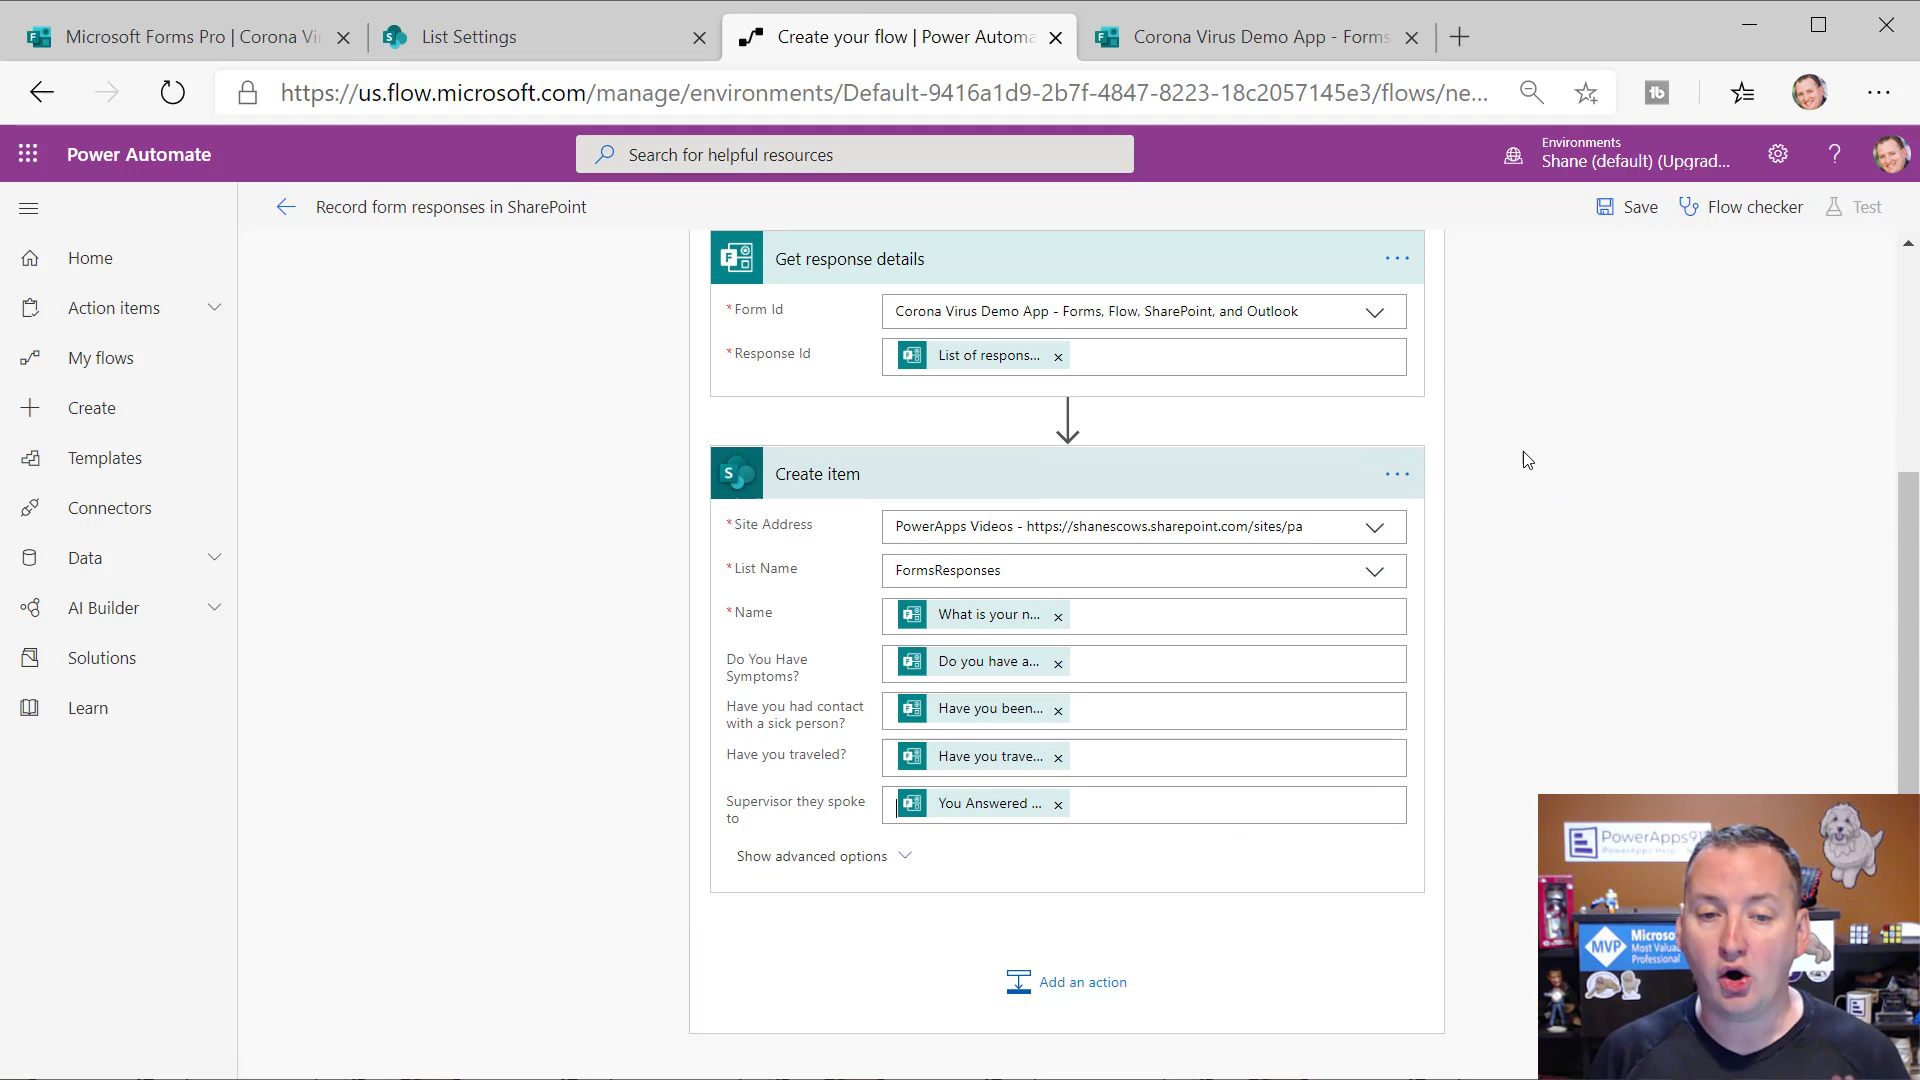 Microsoft Forms Pro | Corona Vi
List Settings
Create your flow | Power Automa
Corona Virus Demo App - Forms
https://us.flow.microsoft.com/manage/environments/Default-9416a1d9-2b7f-4847-8223-18c2057145e3/flows/ne...
tb
Power Automate
Search for helpful resources
Environments
Shane (default) (Upgrad...
?
Record form responses in SharePoint
Save
Flow checker
Test
Home
Action items
My flows
Create
Templates
Connectors
Data
AI Builder
Solutions
Learn
Get response details
*Form Id
Corona Virus Demo App - Forms, Flow, SharePoint, and Outlook
*Response Id
List of respons...
Create item
*Site Address
PowerApps Videos - https://shanescows.sharepoint.com/sites/pa
*List Name
FormsResponses
*Name
What is your n...
Do You Have
Symptoms?
Do you have a...
Have you had contact
with a sick person?
Have you been...
Have you traveled?
Have you trave...
Supervisor they spoke
to
You Answered ...
Show advanced options
Add an action
PowerApps91
PowerApps Help
MVP
Microso
Most Valua
Professional